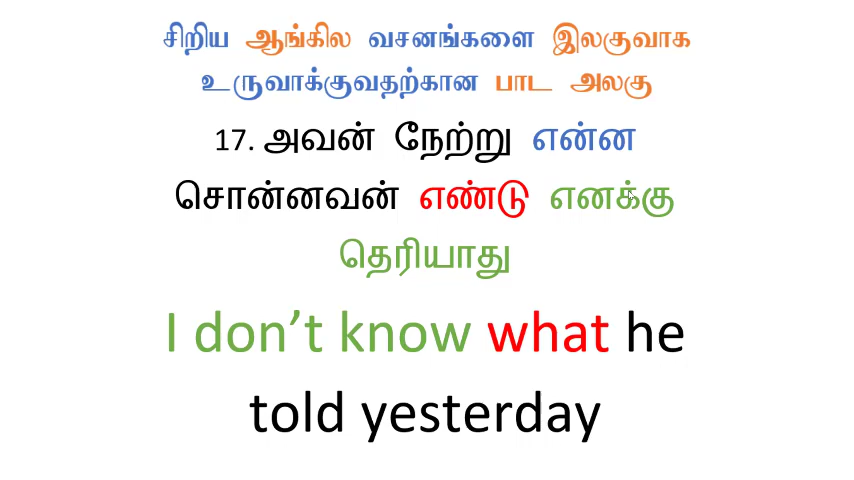 சிறிய ஆங்கில வசனங்களை இலகுவாக
உருவாக்குவதற்கான பாட அலகு
17. அவன் நேற்று என்ன
சொன்னவன் எண்டு எனக்கு
தெரியாது
I don’t know what he
told yesterday